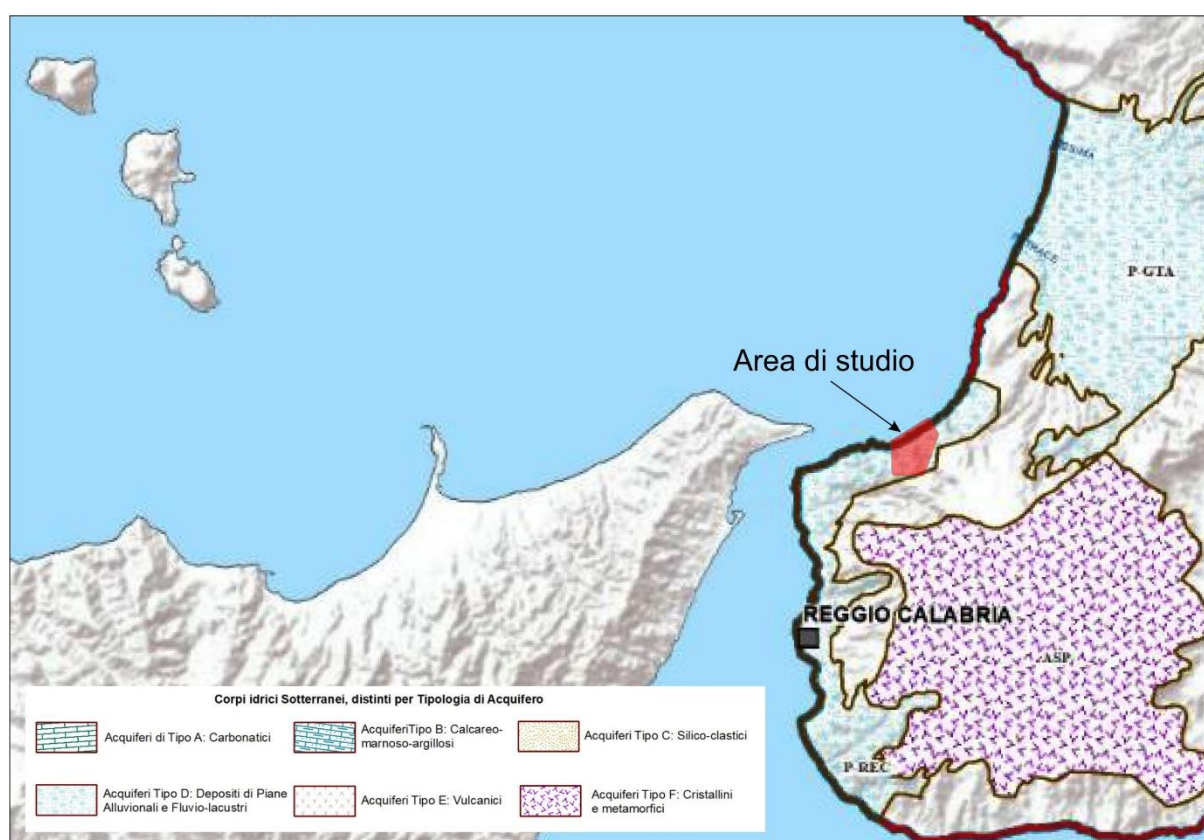 P-GTA
Area di studio
REGGIO CALABRIA
ASP
P-REC
Corpi idrici Sotterranei, distinti per Tipologia di Acquifero
Acquiferi di Tipo A: Carbonatici
AcquiferiTipo B: Calcareo-
marnoso-argillosi
Acquiferi Tipo C: Silico-clastici
Acquiferi Tipo D: Depositi di Piane
Alluvionali e Fluvio-lacustri
Acquiferi Tipo E: Vulcanici
Acquiferi Tipo F: Cristallini
e metamorfici